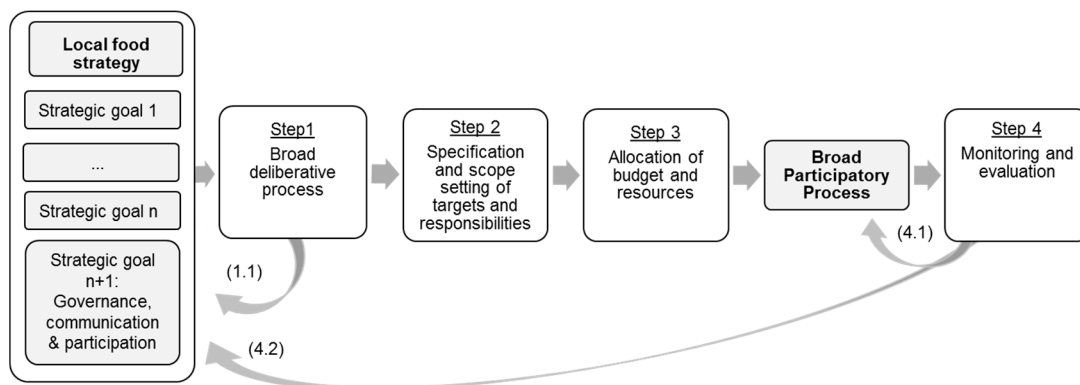 Local food
strategy
Strategic goal 1
...
Strategic goal n
Strategic goal
n+1:
Governance,
communication
& participation
Step1
Broad
deliberative
process
(1.1)
Step 2
Specification
and scope
setting of
targets and
responsibilities
Step 3
Allocation of
budget and
resources
Broad
Participatory
Process
Step 4
Monitoring and
evaluation
(4.1)
(4.2)